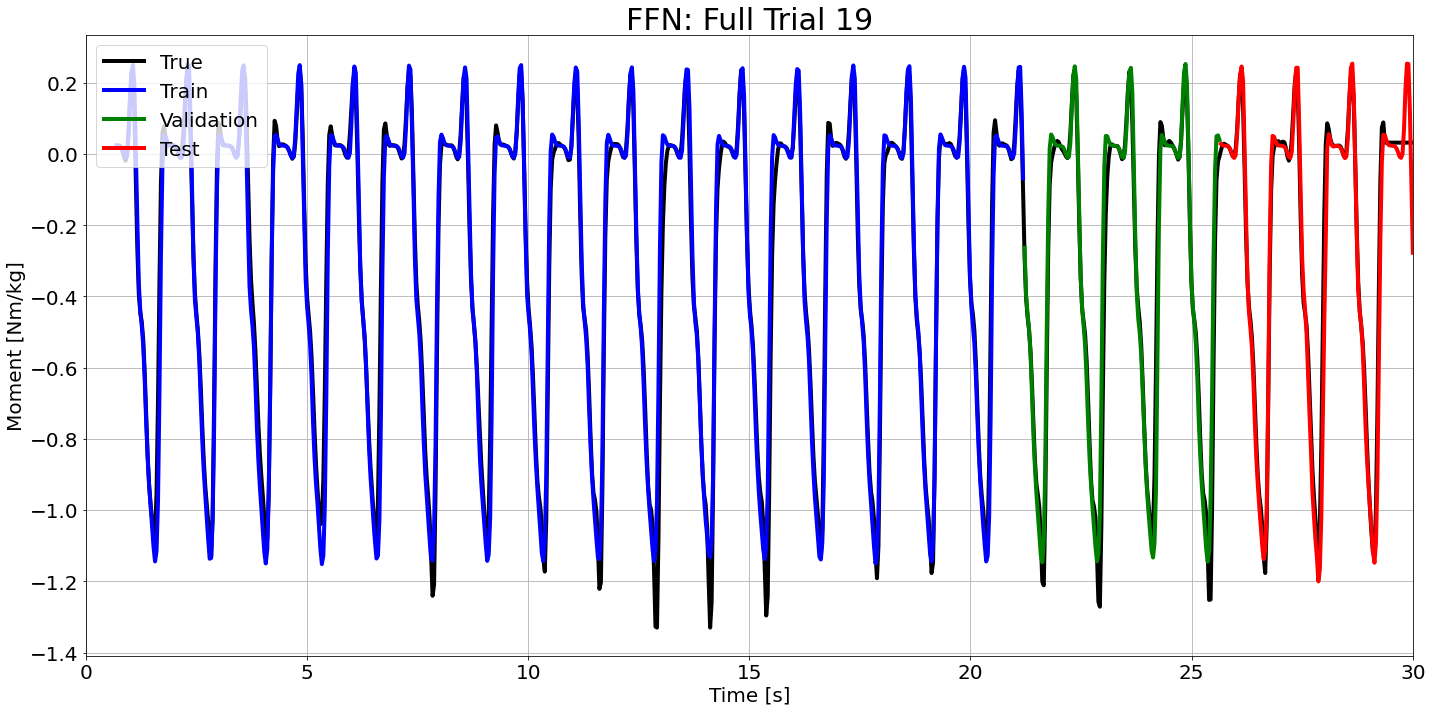 FFN: Full Trial 19
True
Train
Validation
Test
Moment [Nm/kg]
0.2
0.0
−0.2
−0.4
−0.6
−0.8
−1.0
−1.2
−1.4
0 5 10 15 20 25 30
Time [s]